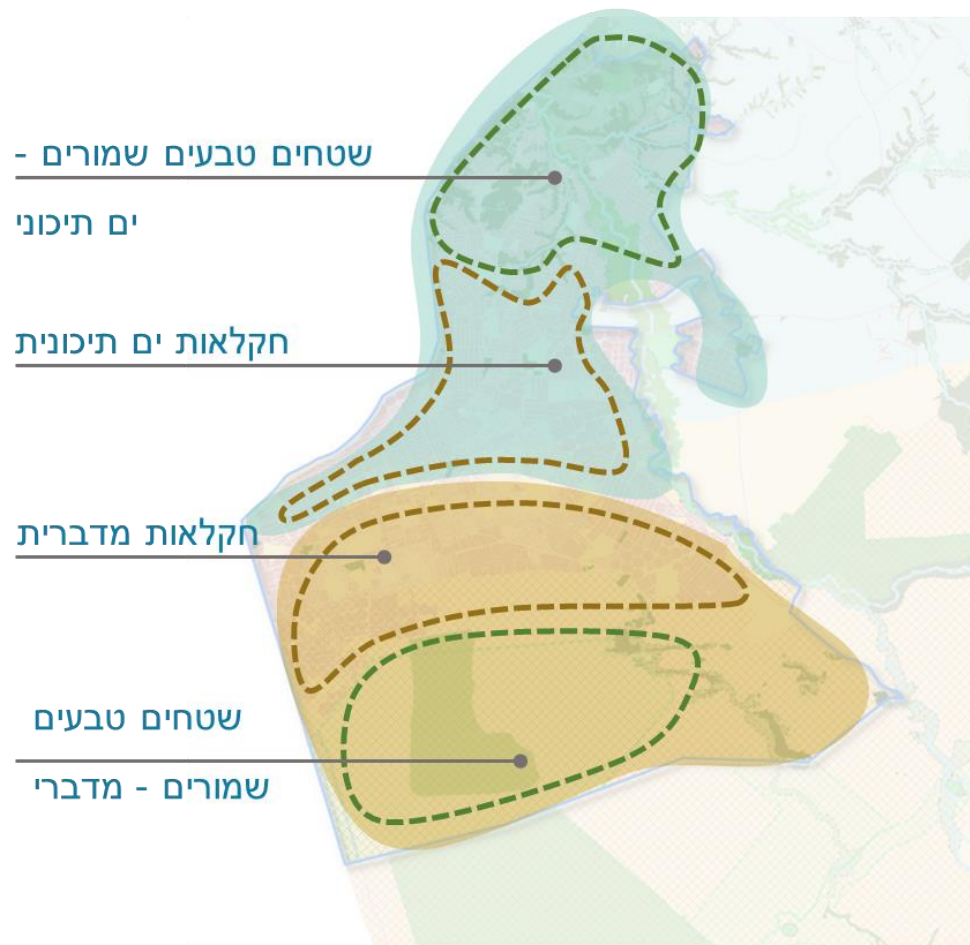 שטחים טבעים שמורים -
ים תיכוני
חקלאות ים תיכונית
חקלאות מדברית
שטחים טבעים
שמורים - מדברי